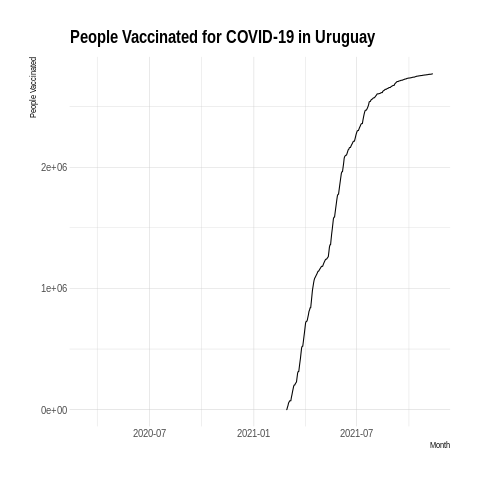 People Vaccinated for COVID-19 in Uruguay
People Vaccinated
2e+06
1e+06
0e+00
2020-07 2021-01 2021-07
Month